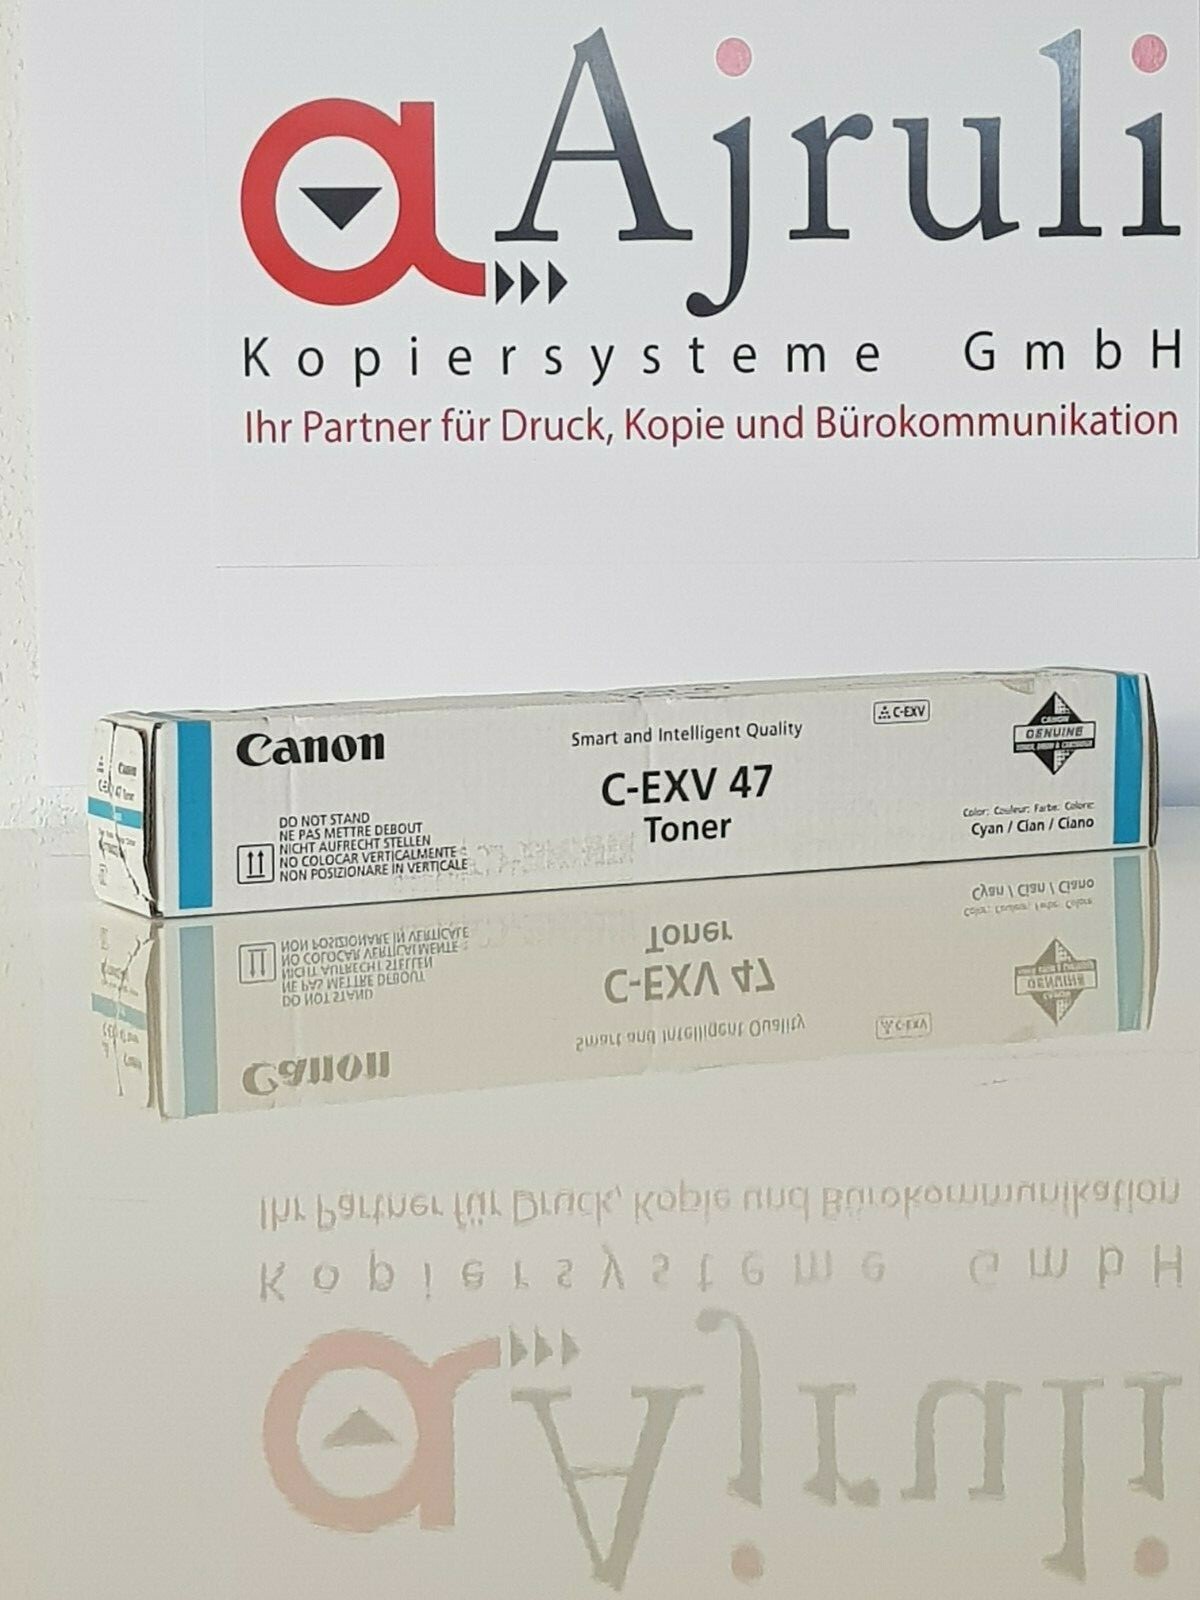 a Ajruli
Kopiersysteme GmbH
Ihr Partner für Druck, Kopie und Bürokommunikation
Canon
Smart and Intelligent Quality
C-EXV
CANON
GENUINE
C-EXV 47
Toner
DO NOT STAND
NE PAS METTRE DEBOUT
NICHT AUFRECHT STELLEN
NO COLOCAR VERTICALMENTE
NON POSIZIONARE IN VERTICALE
Color: Couleur: Farbe: Colore:
Cyan / Cian / Ciano
Canon
47 Toner